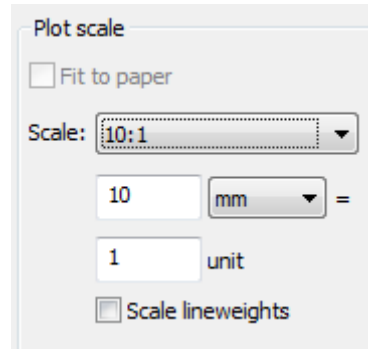 Plot scale
Fit to paper
Scale: 10:1
10 mm =
1 unit
Scale lineweights